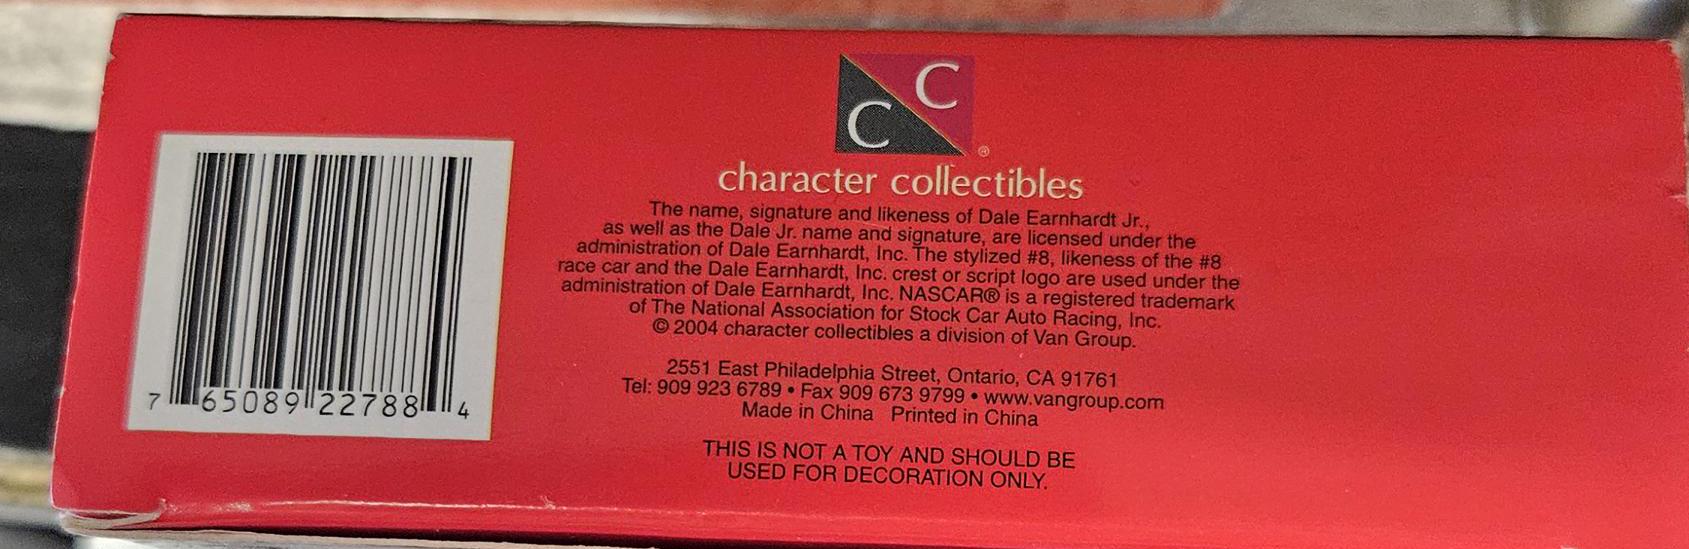 C C ®
character collectibles
The name, signature and likeness of Dale Earnhardt Jr.,
as well as the Dale Jr. name and signature, are licensed under the
administration of Dale Earnhardt, Inc. The stylized #8, likeness of the #8
race car and the Dale Earnhardt, Inc. crest or script logo are used under the
administration of Dale Earnhardt, Inc. NASCAR® is a registered trademark
of The National Association for Stock Car Auto Racing, Inc.
© 2004 character collectibles a division of Van Group.
2551 East Philadelphia Street, Ontario, CA 91761
Tel: 909 923 6789 • Fax 909 673 9799 • www.vangroup.com
Made in China Printed in China
THIS IS NOT A TOY AND SHOULD BE
USED FOR DECORATION ONLY.
7 65089 22788 4